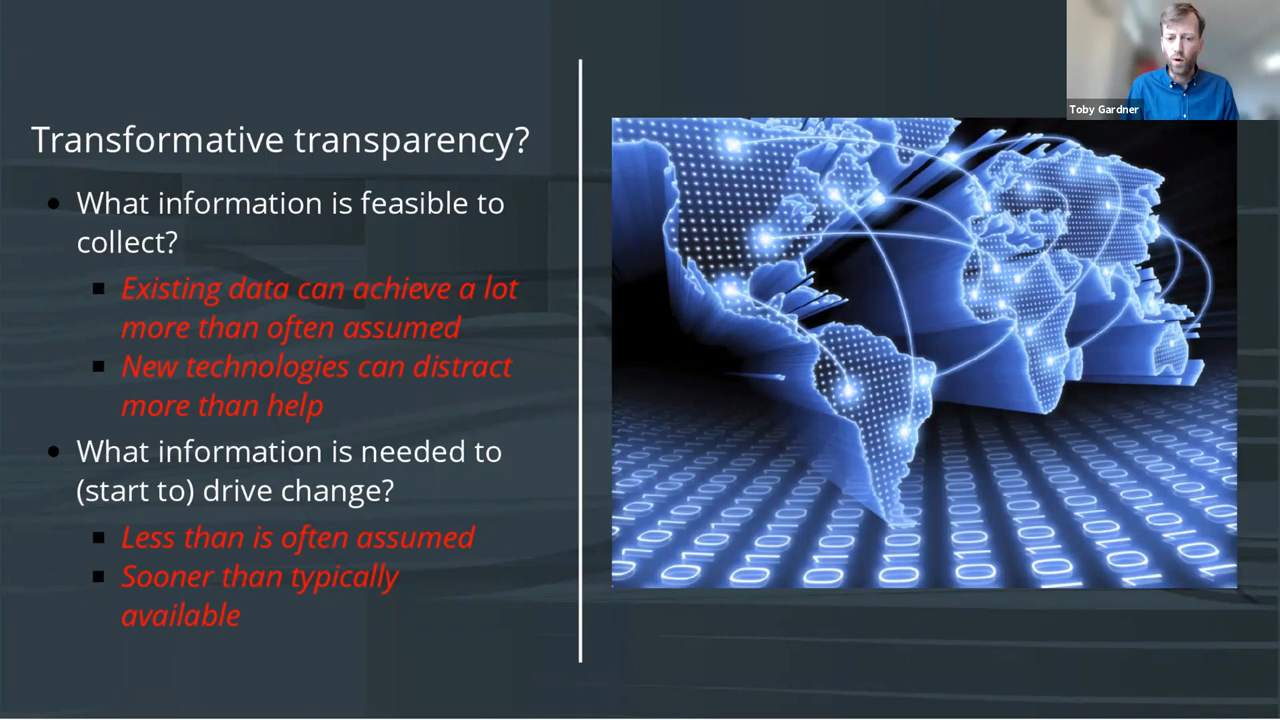 Transformative transparency?
What information is feasible to
collect?
Existing data can achieve a lot
more than often assumed
New technologies can distract
more than help
What information is needed to
(start to) drive change?
Less than is often assumed
Sooner than typically
available
Toby Gardner